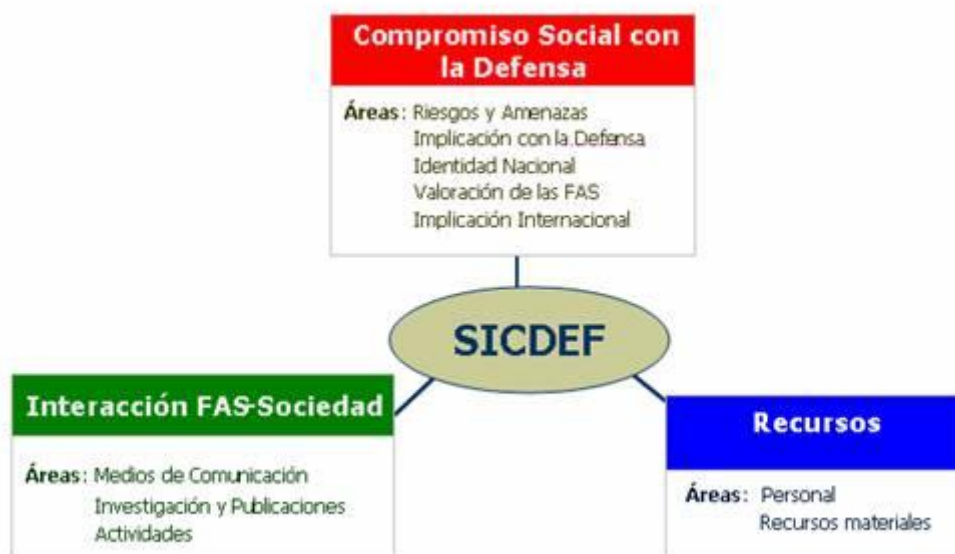 Compromiso Social con
la Defensa
Áreas: Riesgos y Amenazas
Implicación con la Defensa
Identidad Nacional
Valoración de las FAS
Implicación Internacional
SICDEF
Interacción FAS-Sociedad
Áreas: Medios de Comunicación
Investigación y Publicaciones
Actividades
Recursos
Áreas: Personal
Recursos materiales